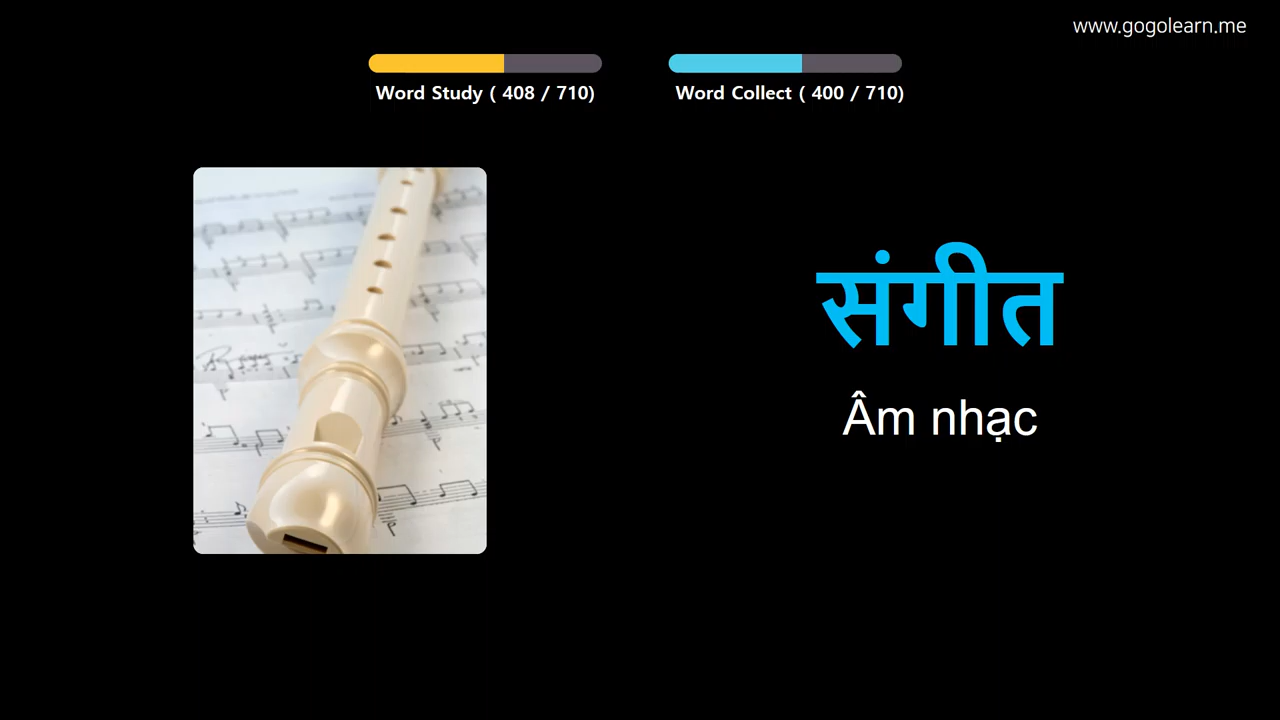 www.gogolearn.me
Word Study ( 408 / 710)
Word Collect ( 400 / 710)
संगीत
Âm nhạc